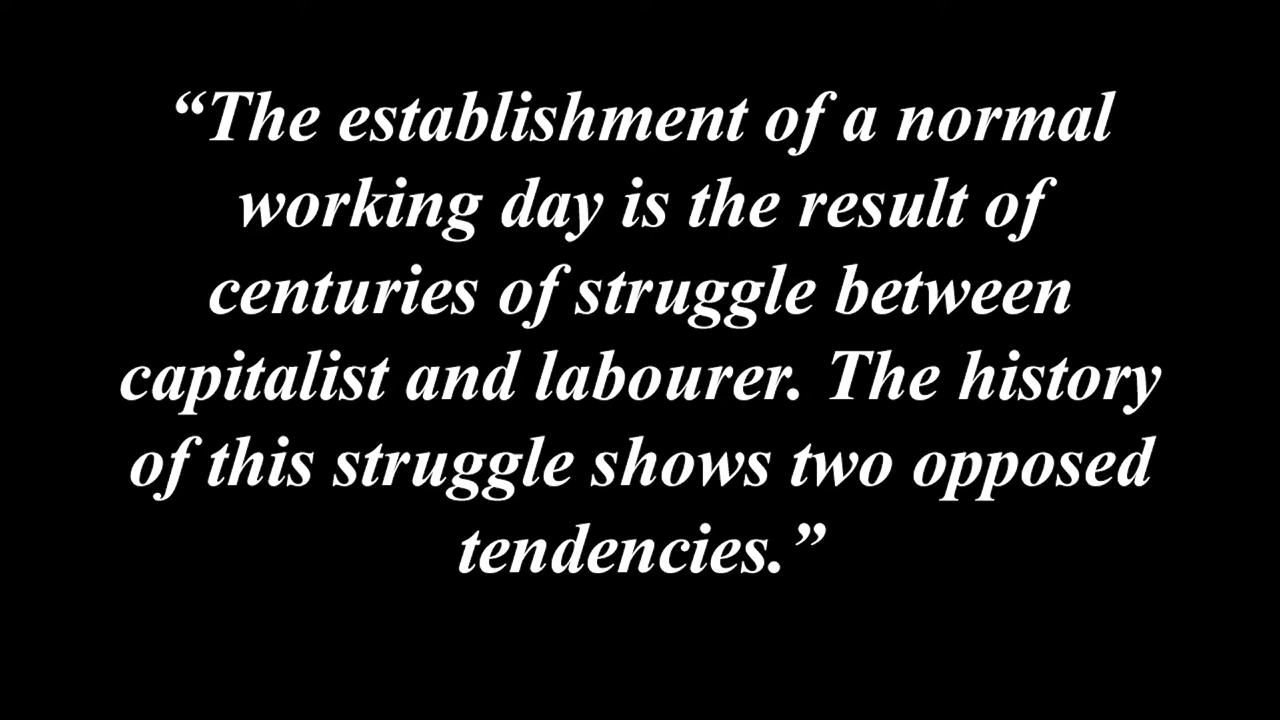 “The establishment of a normal
working day is the result of
centuries of struggle between
capitalist and labourer. The history
of this struggle shows two opposed
tendencies.”